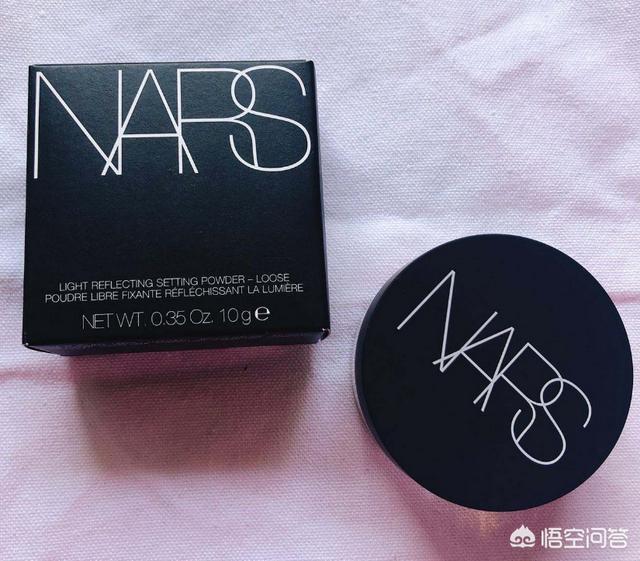 NARS
LIGHT REFLECTING SETTING POWDER – LOOSE
POUDRE LIBRE FIXANTE RÉFLÉCHISSANT LA LUMIÈRE
NET WT. 0.35 Oz. 10g℮
NARS
悟空问答